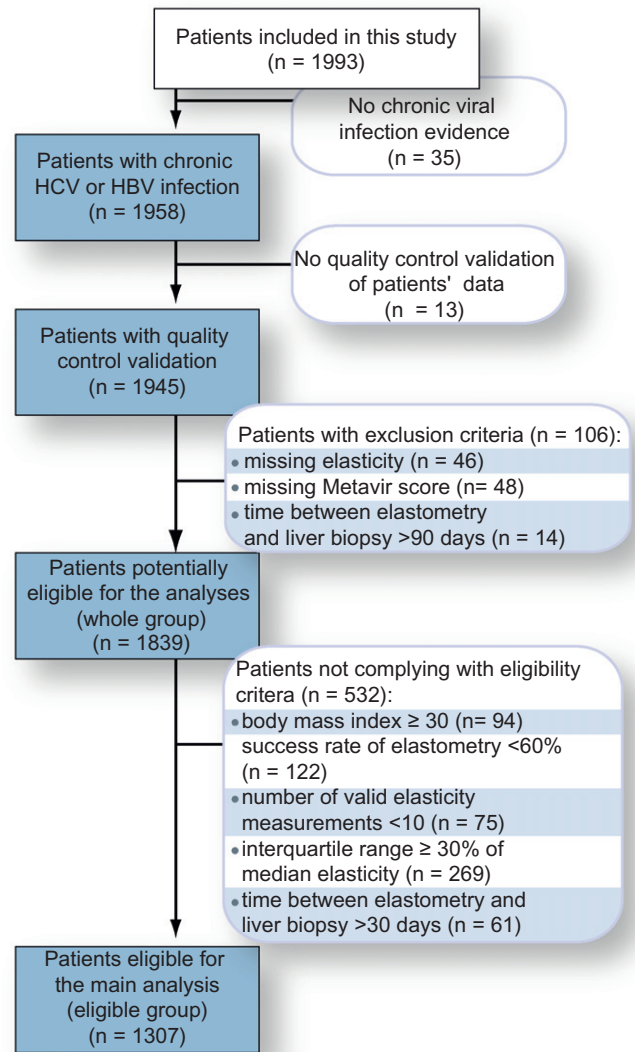 Patients included in this study
(n = 1993)
No chronic viral
infection evidence
(n = 35)
Patients with chronic
HCV or HBV infection
(n = 1958)
No quality control validation
of patients' data
(n = 13)
Patients with quality
control validation
(n = 1945)
Patients with exclusion criteria (n = 106):
• missing elasticity (n = 46)
• missing Metavir score (n= 48)
• time between elastometry
and liver biopsy >90 days (n = 14)
Patients potentially
eligible for the analyses
(whole group)
(n = 1839)
Patients not complying with eligibility
critera (n = 532):
• body mass index ≥ 30 (n= 94)
success rate of elastometry <60%
(n = 122)
• number of valid elasticity
measurements <10 (n = 75)
• interquartile range ≥ 30% of
median elasticity (n = 269)
• time between elastometry and
liver biopsy >30 days (n = 61)
Patients eligible for
the main analysis
(eligible group)
(n = 1307)